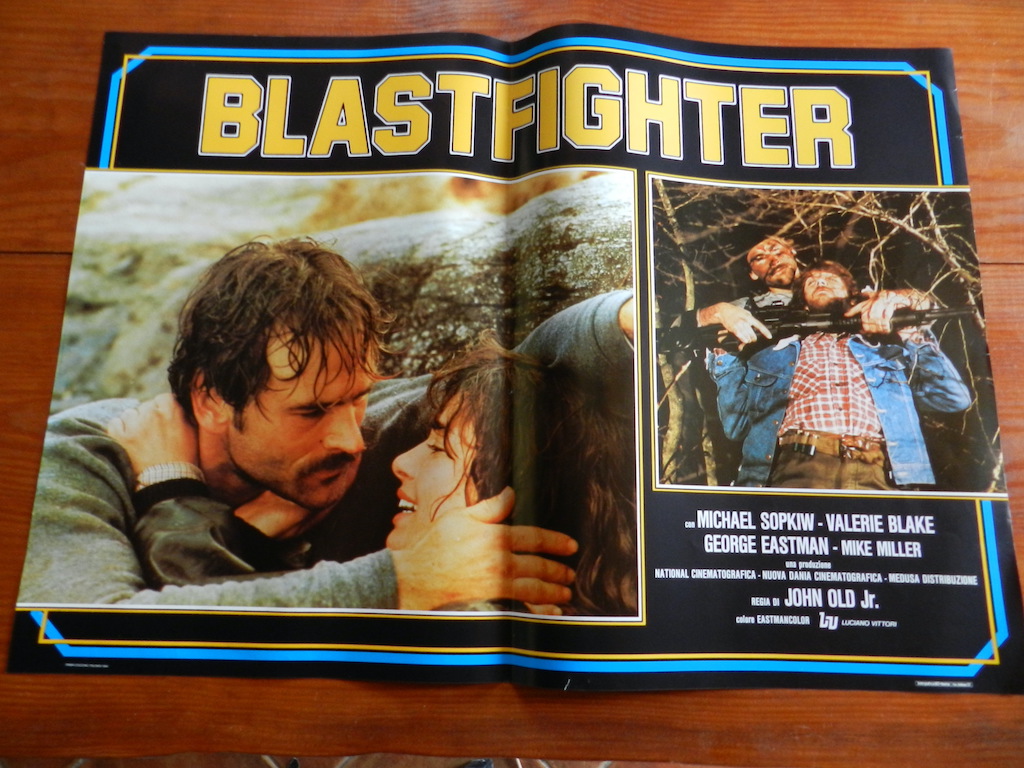 BLASTFIGHTER
con MICHAEL SOPKIW - VALERIE BLAKE
GEORGE EASTMAN - MIKE MILLER
una produzione
NATIONAL CINEMATOGRAFICA - NUOVA DANIA CINEMATOGRAFICA - MEDUSA DISTRIBUZIONE
REGIA DI JOHN OLD Jr.
colore EASTMANCOLOR LV LUCIANO VITTORI